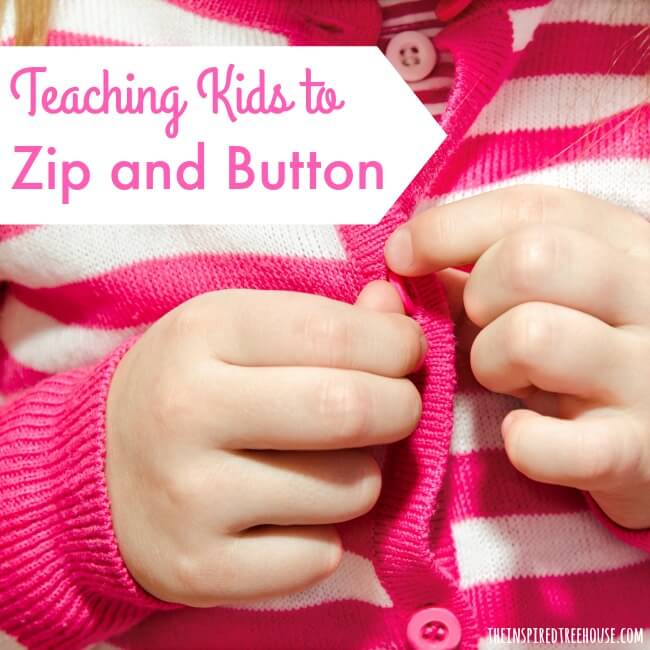 Teaching Kids to
Zip and Button
THEINSPIREDTREEHOUSE.COM